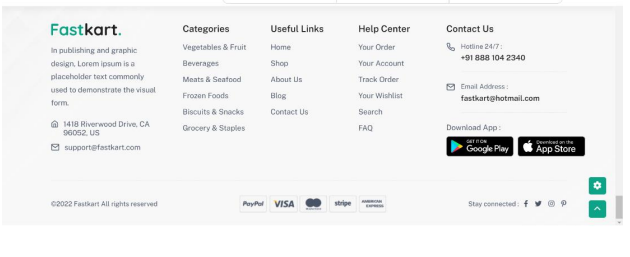 Fastkart.
In publishing and graphic
design, Lorem ipsum is a
placeholder text commonly
used to demonstrate the visual
form.
1418 Riverwood Drive, CA
96052, US
support@fastkart.com
Categories
Vegetables & Fruit
Beverages
Meats & Seafood
Frozen Foods
Biscuits & Snacks
Grocery & Staples
Useful Links
Home
Shop
About Us
Blog
Contact Us
Help Center
Your Order
Your Account
Track Order
Your Wishlist
Search
FAQ
Contact Us
Hotline 24/7 :
+91 888 104 2340
Email Address :
fastkart@hotmail.com
Download App :
GET IT ON
Google Play
Download on the
App Store
©2022 Fastkart All rights reserved
PayPal
VISA
stripe
AMERICAN
EXPRESS
Stay connected :